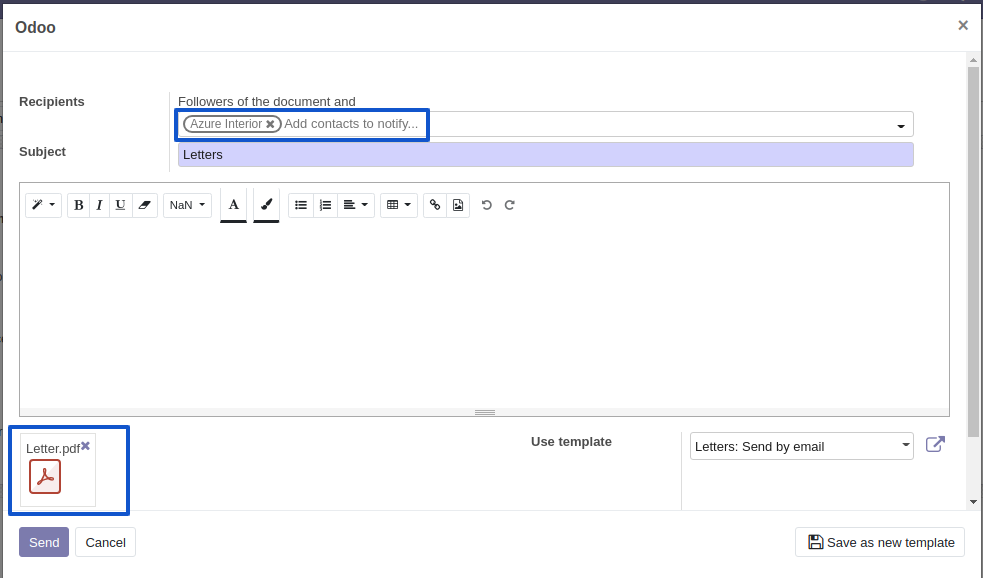 Odoo ×
Recipients
Followers of the document and
Azure Interior × Add contacts to notify...
Subject
Letters
B I U NaN A
Letter.pdf ×
Use template
Letters: Send by email
Send Cancel Save as new template